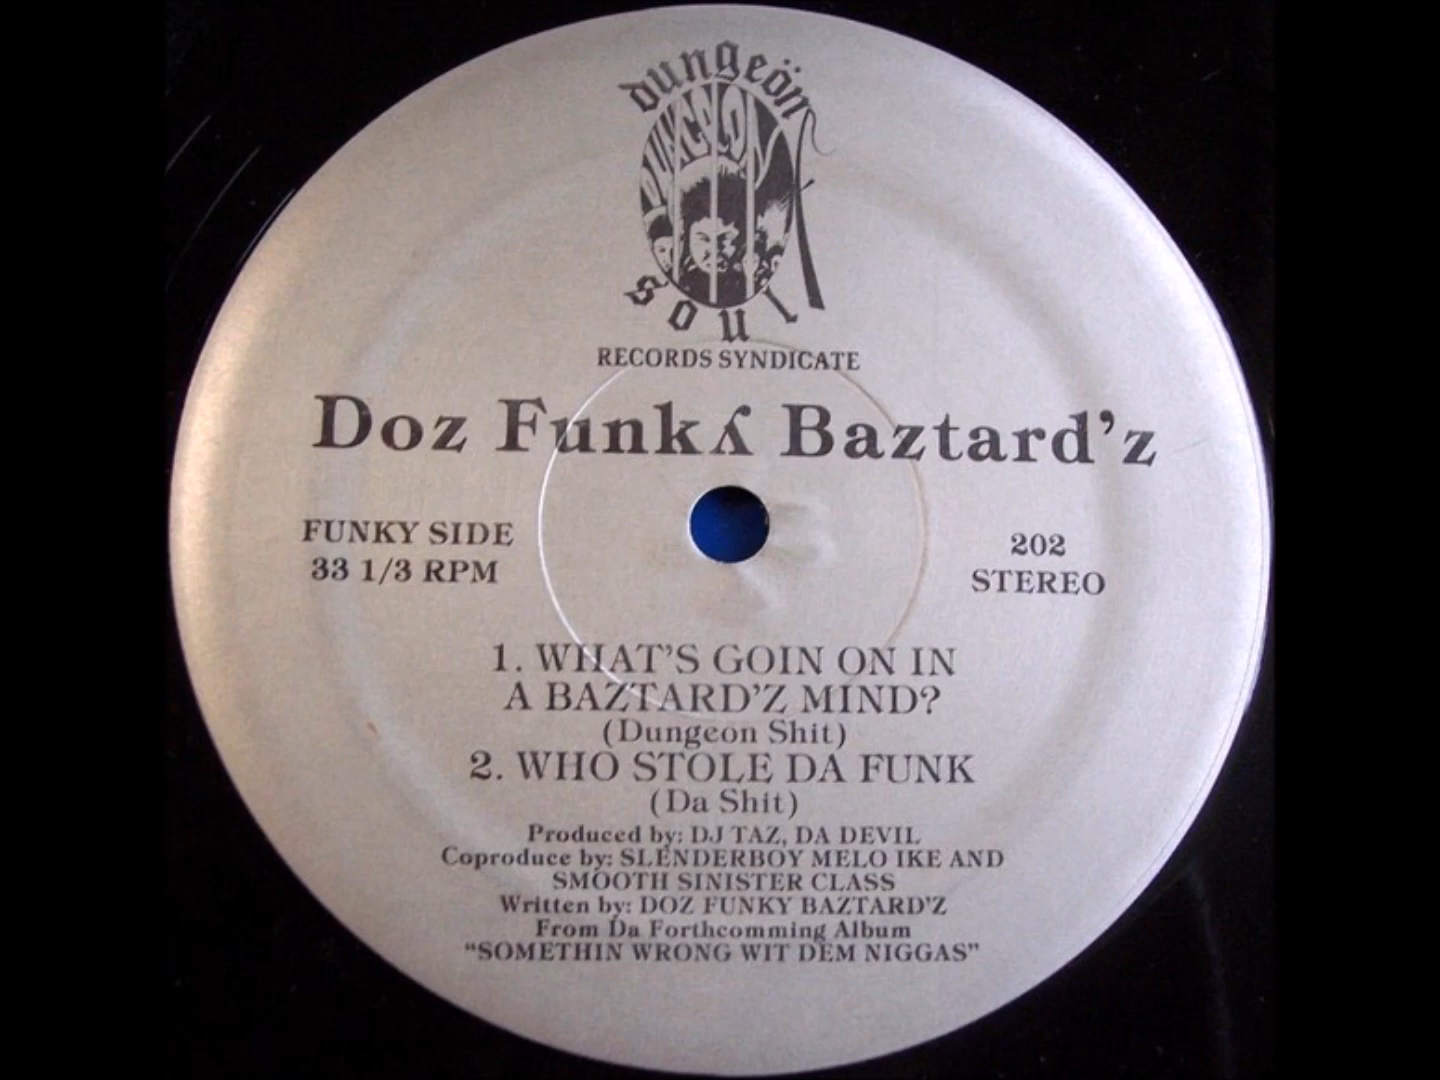 dungeön
DUNGEON
soul
RECORDS SYNDICATE
Doz Funky Baztard'z
FUNKY SIDE
33 1/3 RPM
202
STEREO
1. WHAT'S GOIN ON IN
A BAZTARD'Z MIND?
(Dungeon Shit)
2. WHO STOLE DA FUNK
(Da Shit)
Produced by: DJ TAZ, DA DEVIL
Coproduce by: SLENDERBOY MELO IKE AND
SMOOTH SINISTER CLASS
Written by: DOZ FUNKY BAZTARD'Z
From Da Forthcomming Album
"SOMETHIN WRONG WIT DEM NIGGAS"